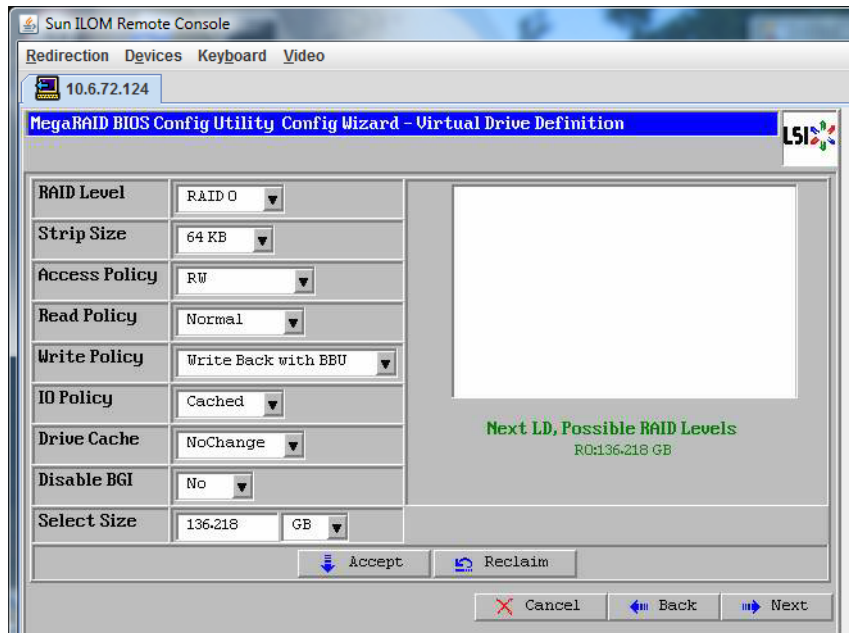 Sun ILOM Remote Console
Redirection Devices Keyboard Video
10.6.72.124
MegaRAID BIOS Config Utility Config Wizard – Virtual Drive Definition
LSI
RAID Level RAID 0
Strip Size 64 KB
Access Policy RW
Read Policy Normal
Write Policy Write Back with BBU
IO Policy Cached
Drive Cache NoChange
Disable BGI No
Select Size 136.218 GB
Next LD, Possible RAID Levels
R0:136.218 GB
Accept Reclaim
Cancel Back Next